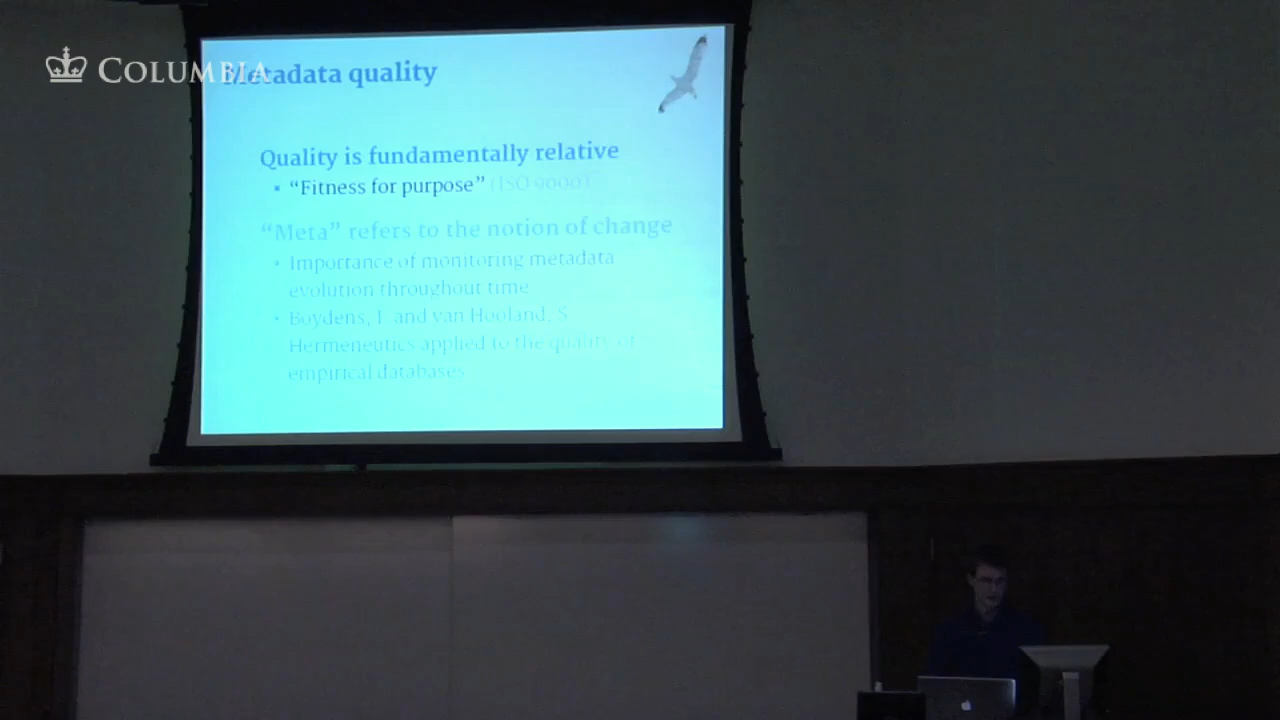 COLUMBIA
Metadata quality
Quality is fundamentally relative
▪ “Fitness for purpose” (ISO 9000)
“Meta” refers to the notion of change
▪ Importance of monitoring metadata
evolution throughout time
▪ Boydens, I. and van Hooland, S.
Hermeneutics applied to the quality of
empirical databases